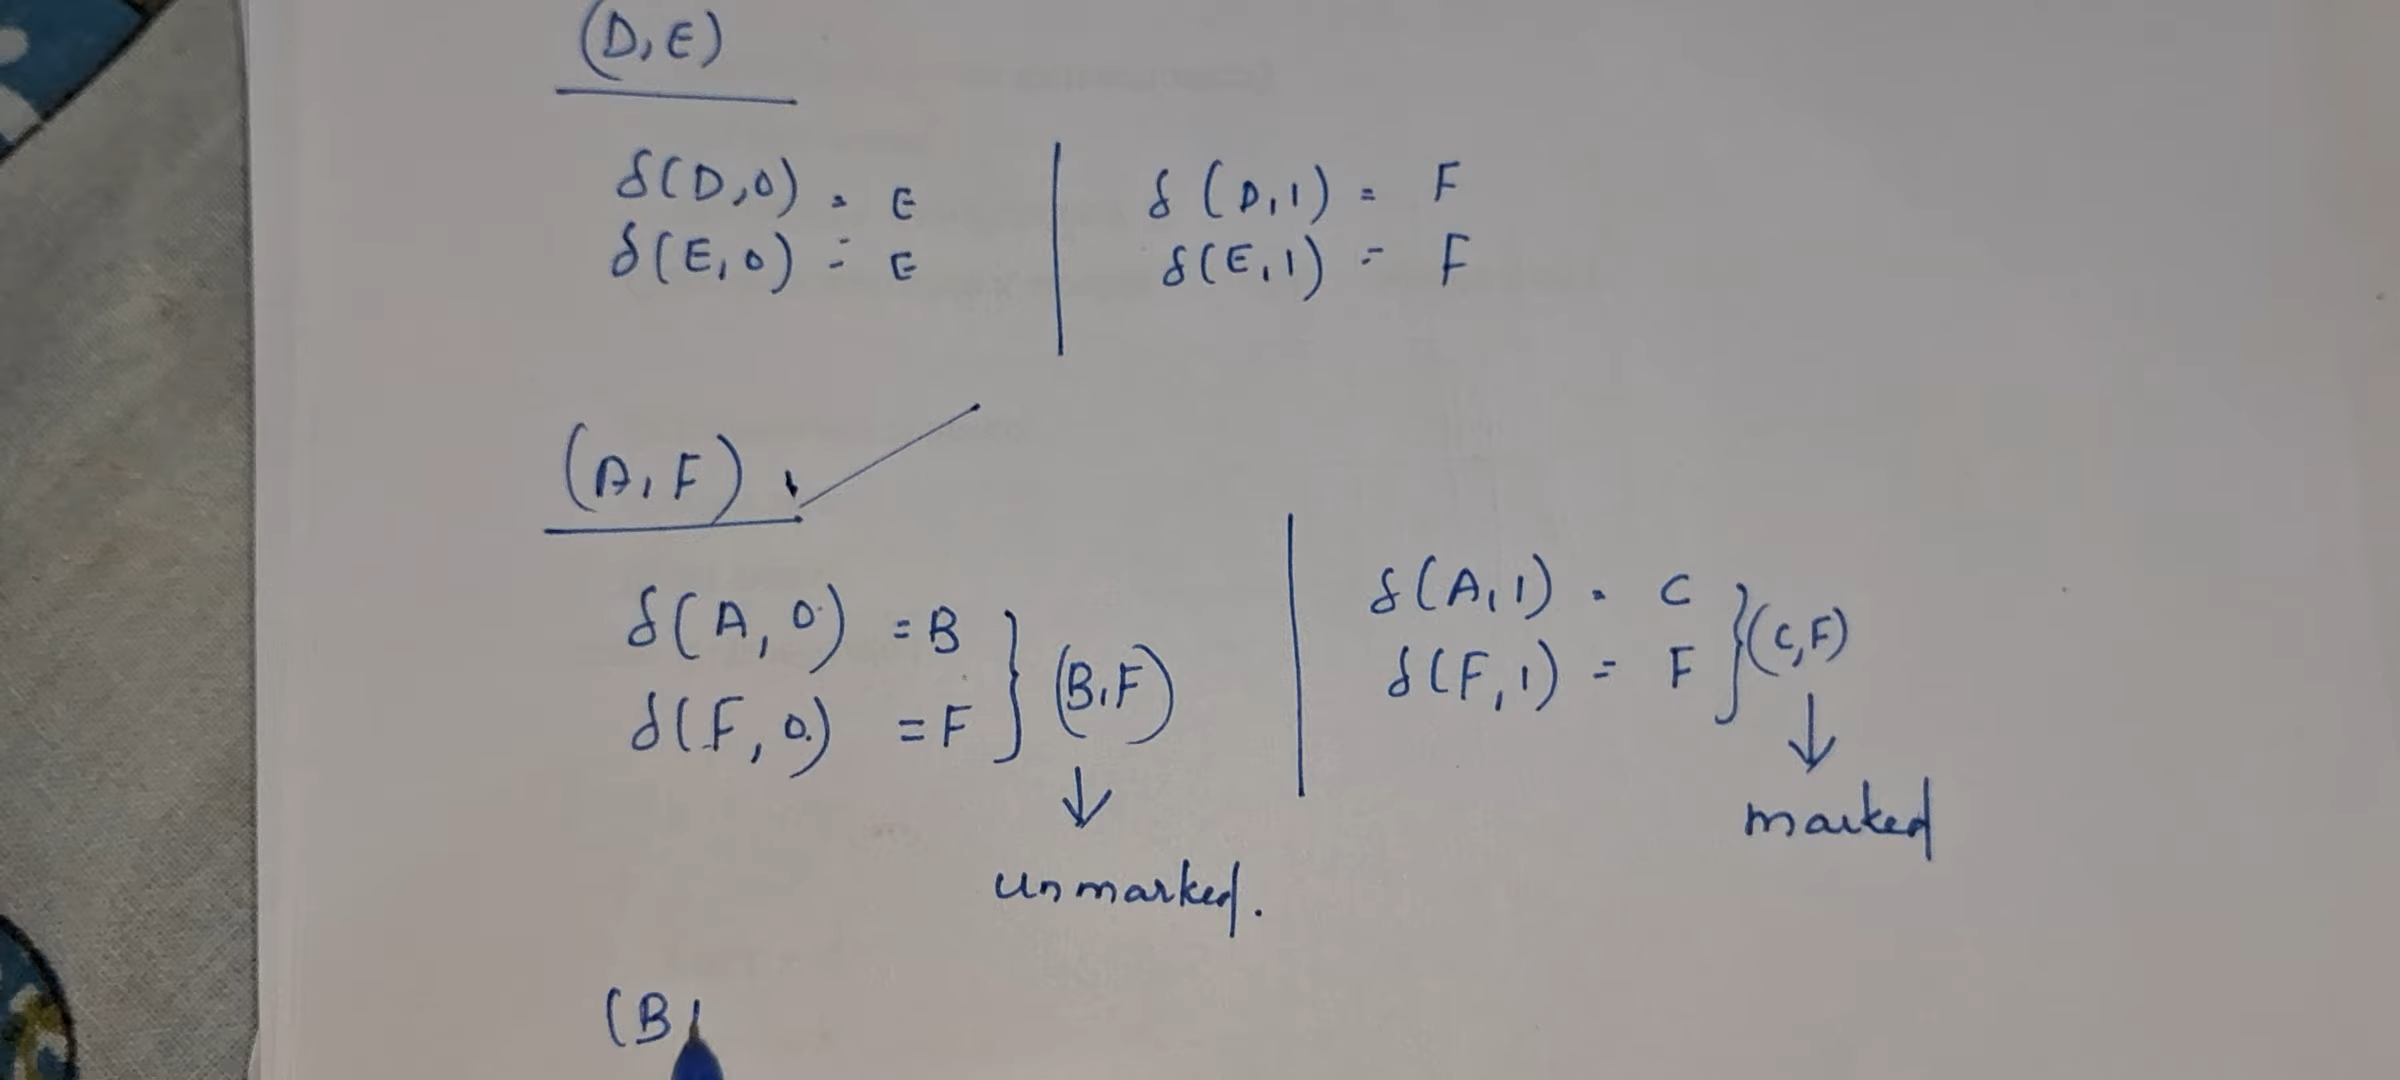 (D, E)
δ(D,0) = E
δ(E,0) = E
δ(D,1) = F
δ(E,1) = F
(A, F)
δ(A,0) = B
δ(F,0) = F
} (B,F)
↓
unmarked.
δ(A,1) = C
δ(F,1) = F
} (C,F)
↓
marked
(B,